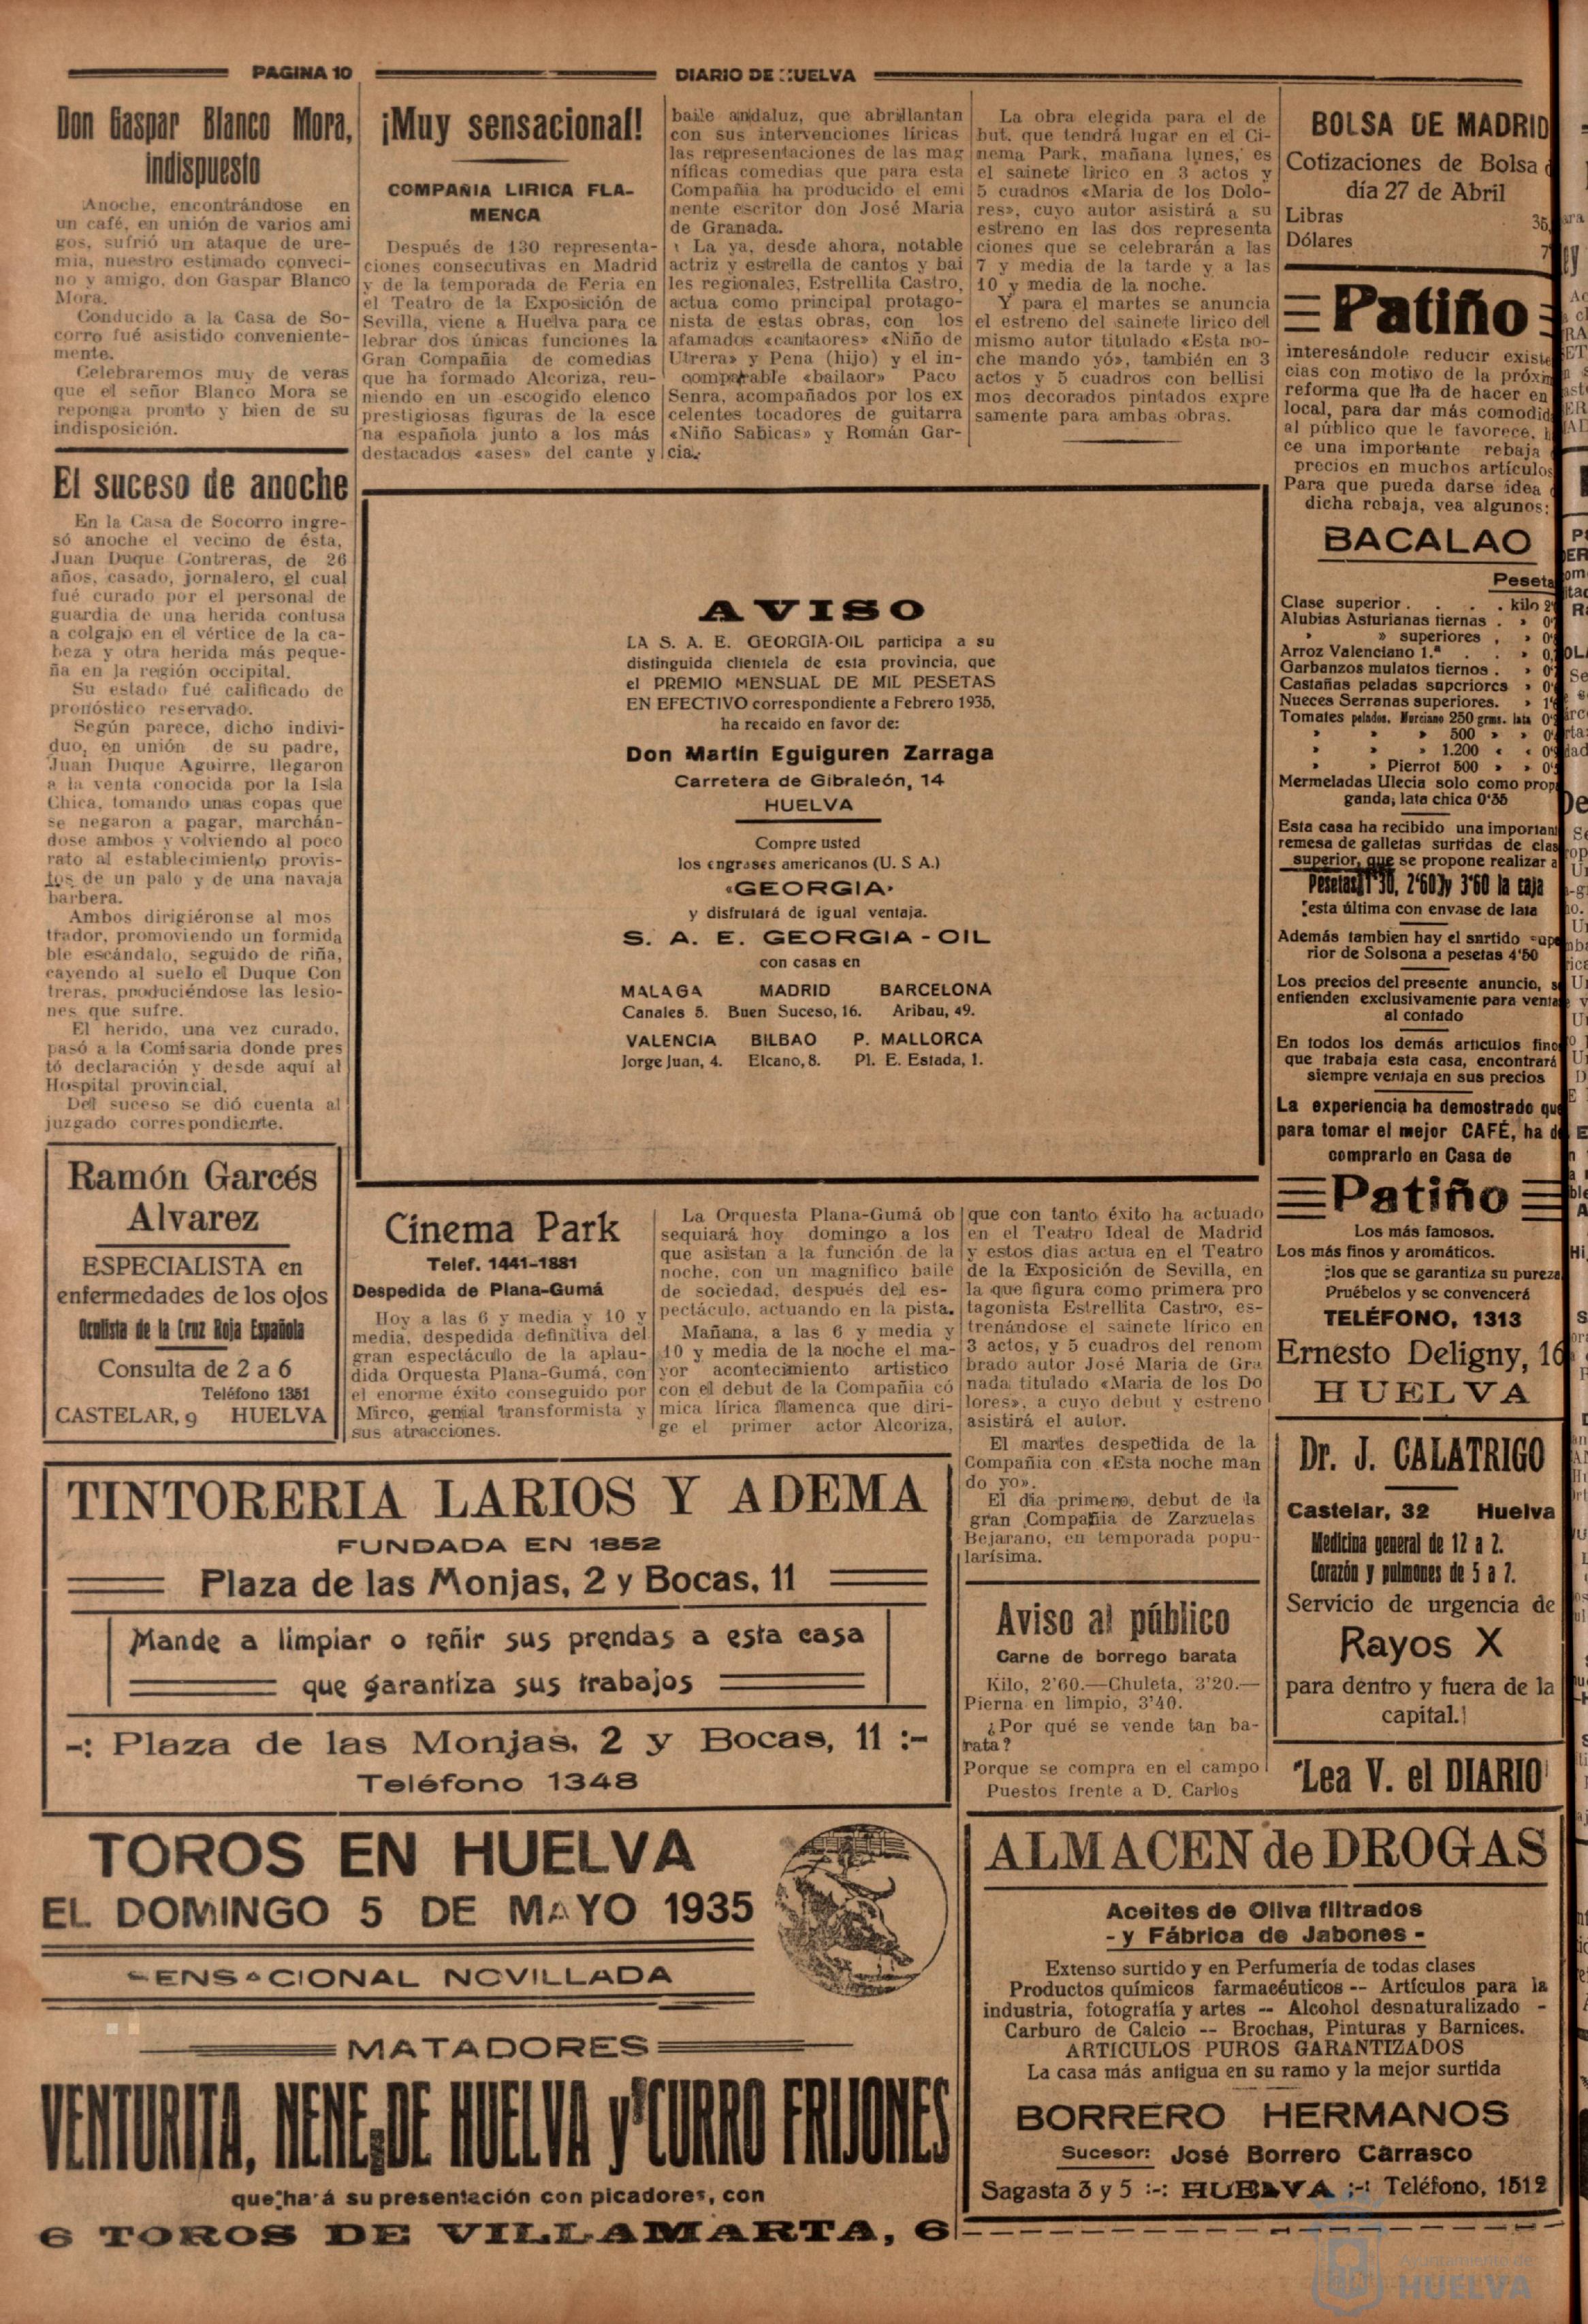 PAGINA 10
DIARIO DE HUELVA
Don Gaspar Blanco Mora,
indispuesto
Anoche, encontrándose en
un café, en unión de varios ami
gos, sufrió un ataque de ure-
mia, nuestro estimado conveci-
no y amigo, don Gaspar Blanco
Mora.
Conducido a la Casa de So-
corro fué asistido conveniente-
mente.
Celebraremos muy de veras
que el señor Blanco Mora se
reponga pronto y bien de su
indisposición.
El suceso de anoche
En la Casa de Socorro ingre-
só anoche el vecino de ésta,
Juan Duque Contreras, de 26
años, casado, jornalero, el cual
fué curado por el personal de
guardia de una herida contusa
a colgajo en el vértice de la ca-
beza y otra herida más peque-
ña en la región occipital.
Su estado fué calificado de
pronóstico reservado.
Según parece, dicho indivi-
duo, en unión de su padre,
Juan Duque Aguirre, llegaron
a la venta conocida por la Isla
Chica, tomando unas copas que
se negaron a pagar, marchán-
dose ambos y volviendo al poco
rato al establecimiento provis-
tos de un palo y de una navaja
barbera.
Ambos dirigiéronse al mos
trador, promoviendo un formida
ble escándalo, seguido de riña,
cayendo al suelo el Duque Con
treras, produciéndose las lesio-
nes que sufre.
El herido, una vez curado,
pasó a la Comisaria donde pres
tó declaración y desde aquí al
Hospital provincial.
Del suceso se dió cuenta al
juzgado correspondiente.
Ramón Garcés
Alvarez
ESPECIALISTA en
enfermedades de los ojos
Oculista de la Cruz Roja Española
Consulta de 2 a 6
Teléfono 1351
CASTELAR, 9 HUELVA
¡Muy sensacional!
COMPAÑIA LIRICA FLA-
MENCA
Después de 130 representa-
ciones consecutivas en Madrid
y de la temporada de Feria en
el Teatro de la Exposición de
Sevilla, viene a Huelva para ce
lebrar dos únicas funciones la
Gran Compañia de comedias
que ha formado Alcoriza, reu-
niendo en un escogido elenco
prestigiosas figuras de la esce
na española junto a los más
destacados «ases» del cante y
baile andaluz, que abrillantan
con sus intervenciones líricas
las representaciones de las mag
níficas comedias que para esta
Compañia ha producido el emi
nente escritor don José Maria
de Granada.
La ya, desde ahora, notable
actriz y estrella de cantos y bai
les regionales, Estrellita Castro,
actua como principal protago-
nista de estas obras, con los
afamados «cantaores» «Niño de
Utrera» y Pena (hijo) y el in-
comparable «bailaor» Paco
Senra, acompañados por los ex
celentes tocadores de guitarra
«Niño Sabicas» y Román Gar-
cia.
La obra elegida para el de
but, que tendrá lugar en el Ci-
nema Park, mañana lunes, es
el sainete lirico en 3 actos y
5 cuadros «Maria de los Dolo-
res», cuyo autor asistirá a su
estreno en las dos representa
ciones que se celebrarán a las
7 y media de la tarde y a las
10 y media de la noche.
Y para el martes se anuncia
el estreno del sainete lirico del
mismo autor titulado «Esta no-
che mando yó», también en 3
actos y 5 cuadros con bellisi
mos decorados pintados expre
samente para ambas obras.
AVISO
LA S. A. E. GEORGIA-OIL participa a su
distinguida clientela de esta provincia, que
el PREMIO MENSUAL DE MIL PESETAS
EN EFECTIVO correspondiente a Febrero 1935,
ha recaido en favor de:
Don Martin Eguiguren Zarraga
Carretera de Gibraleón, 14
HUELVA
Compre usted
los engrases americanos (U. S A.)
«GEORGIA»
y disfrutará de igual ventaja.
S. A. E. GEORGIA-OIL
con casas en
MALAGA MADRID BARCELONA
Canales 5. Buen Suceso, 16. Aribau, 49.
VALENCIA BILBAO P. MALLORCA
Jorge Juan, 4. Elcano, 8. Pl. E. Estada, 1.
Cinema Park
Telef. 1441-1881
Despedida de Plana-Gumá
Hoy a las 6 y media y 10 y
media, despedida definitiva del
gran espectáculo de la aplau-
dida Orquesta Plana-Gumá, con
el enorme éxito conseguido por
Mirco, genial transformista y
sus atracciones.
La Orquesta Plana-Gumá ob
sequiará hoy domingo a los
que asistan a la función de la
noche, con un magnifico baile
de sociedad, después del es-
pectáculo, actuando en la pista.
Mañana, a las 6 y media y
10 y media de la noche el ma-
yor acontecimiento artistico
con el debut de la Compañia có
mica lírica flamenca que diri-
ge el primer actor Alcoriza,
que con tanto éxito ha actuado
en el Teatro Ideal de Madrid
y estos dias actua en el Teatro
de la Exposición de Sevilla, en
la que figura como primera pro
tagonista Estrellita Castro, es-
trenándose el sainete lírico en
3 actos, y 5 cuadros del renom
brado autor José Maria de Gra
nada titulado «Maria de los Do
lores», a cuyo debut y estreno
asistirá el autor.
El martes despedida de la
Compañia con «Esta noche man
do yo».
El dia primero, debut de la
gran Compañia de Zarzuelas
Bejarano, en temporada popu-
larísima.
Aviso al público
Carne de borrego barata
Kilo, 2'60.—Chuleta, 3'20.—
Pierna en limpio, 3'40.
¿Por qué se vende tan ba-
rata?
Porque se compra en el campo
Puestos frente a D. Carlos
TINTORERIA LARIOS Y ADEMA
FUNDADA EN 1852
Plaza de las Monjas, 2 y Bocas, 11
Mande a limpiar o teñir sus prendas a esta casa
que garantiza sus trabajos
-: Plaza de las Monjas, 2 y Bocas, 11 :-
Teléfono 1348
TOROS EN HUELVA
EL DOMINGO 5 DE MAYO 1935
SENSACIONAL NOVILLADA
MATADORES
VENTURITA, NENE DE HUELVA y CURRO FRIJONES
que hará su presentación con picadores, con
6 TOROS DE VILLAMARTA, 6
BOLSA DE MADRID
Cotizaciones de Bolsa
día 27 de Abril
Libras 35,
Dólares 7
Patiño
interesándole reducir existe
cias con motivo de la próxim
reforma que ha de hacer en
local, para dar más comodid
al público que le favorece,
ce una importante rebaja
precios en muchos artículos
Para que pueda darse idea
dicha rebaja, vea algunos:
BACALAO
Peseta
Clase superior . . . . kilo 2
Alubias Asturianas tiernas . » 0'
» » superiores , » 0'
Arroz Valenciano 1.ª . . » 0,
Garbanzos mulatos tiernos . » 0'
Castañas peladas superiores » 0'
Nueces Serranas superiores. » 1'
Tomates pelados. Murciano 250 grms. lata 0'
» » » 500 » » 0'
» » » 1.200 « « 0'
» » Pierrot 500 » » 0'
Mermeladas Ulecia solo como prop
ganda; lata chica 0'35
Esta casa ha recibido una important
remesa de galletas surtidas de clas
superior, que se propone realizar a
Pesetas 1'30, 2'60 y 3'60 la caja
esta última con envase de lata
Además tambien hay el surtido supe
rior de Solsona a pesetas 4'50
Los precios del presente anuncio, s
entienden exclusivamente para venta
al contado
En todos los demás articulos fino
que trabaja esta casa, encontrará
siempre ventaja en sus precios
La experiencia ha demostrado que
para tomar el mejor CAFÉ, ha de
comprarlo en Casa de
Patiño
Los más famosos.
Los más finos y aromáticos.
los que se garantiza su pureza
Pruébelos y se convencerá
TELÉFONO, 1313
Ernesto Deligny, 16
HUELVA
Dr. J. CALATRIGO
Castelar, 32 Huelva
Medicina general de 12 a 2.
Corazón y pulmones de 5 a 7.
Servicio de urgencia de
Rayos X
para dentro y fuera de la
capital.
Lea V. el DIARIO
ALMACEN de DROGAS
Aceites de Oliva filtrados
- y Fábrica de Jabones -
Extenso surtido y en Perfumería de todas clases
Productos químicos farmacéuticos -- Artículos para la
industria, fotografía y artes -- Alcohol desnaturalizado -
Carburo de Calcio -- Brochas, Pinturas y Barnices.
ARTICULOS PUROS GARANTIZADOS
La casa más antigua en su ramo y la mejor surtida
BORRERO HERMANOS
Sucesor: José Borrero Carrasco
Sagasta 3 y 5 :-: HUELVA :-: Teléfono, 1512
Ayuntamiento de
HUELVA